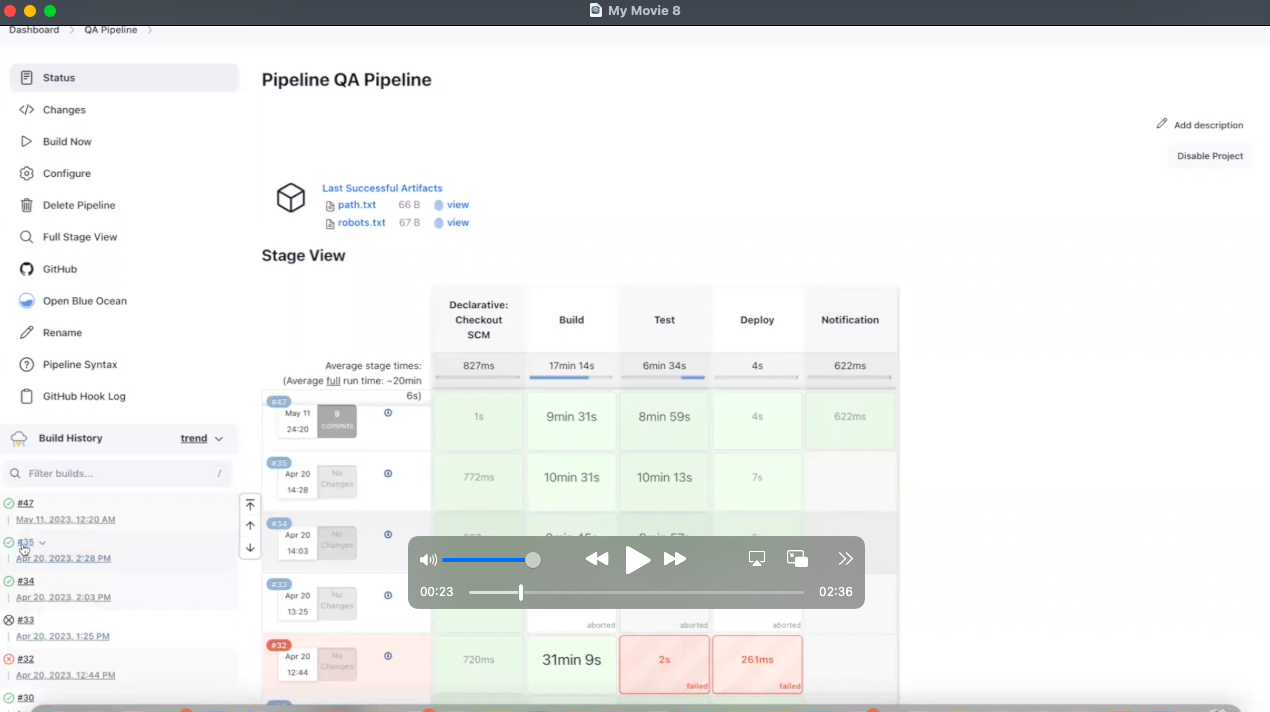 My Movie 8
Dashboard > QA Pipeline >
Status
Changes
Build Now
Configure
Delete Pipeline
Full Stage View
GitHub
Open Blue Ocean
Rename
Pipeline Syntax
GitHub Hook Log
Build History trend
Filter builds... /
#47
May 11, 2023, 12:20 AM
#35
Apr 20, 2023, 2:28 PM
#34
Apr 20, 2023, 2:03 PM
#33
Apr 20, 2023, 1:25 PM
#32
Apr 20, 2023, 12:44 PM
#30
Pipeline QA Pipeline
Add description
Disable Project
Last Successful Artifacts
path.txt 66 B view
robots.txt 67 B view
Stage View
Declarative:
Checkout
SCM
Build
Test
Deploy
Notification
Average stage times:
(Average full run time: ~20min
6s)
827ms 17min 14s 6min 34s 4s 622ms
#47
May 11
24:20
9
commits
1s 9min 31s 8min 59s 4s 622ms
#35
Apr 20
14:28
No
Changes
772ms 10min 31s 10min 13s 7s
#34
Apr 20
14:03
No
Changes
#33
Apr 20
13:25
No
Changes
aborted aborted aborted
#32
Apr 20
12:44
No
Changes
720ms 31min 9s 2s 261ms
failed failed
00:23 02:36